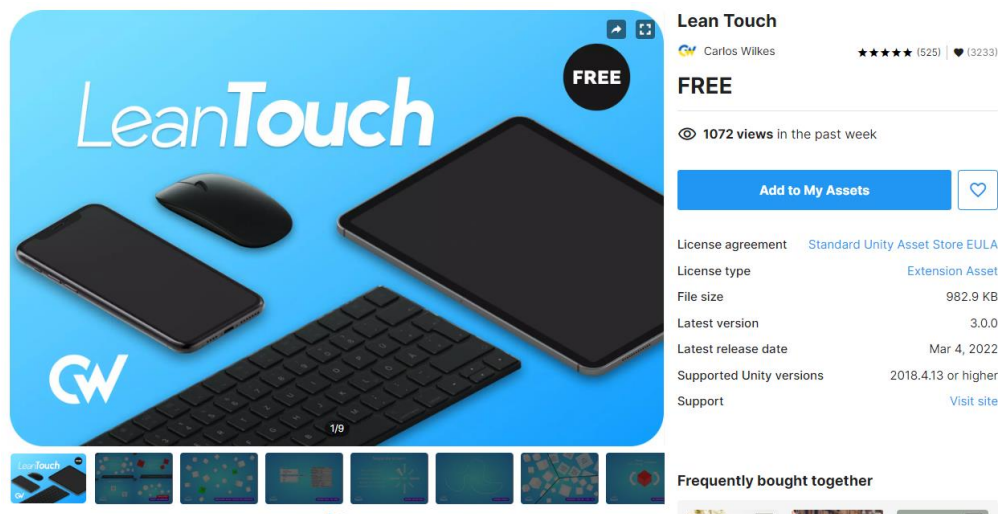 LeanTouch
FREE
GW
1/9
LeanTouch
Lean Touch
GW Carlos Wilkes ★★★★★ (525) | ♥ (3233)
FREE
1072 views in the past week
Add to My Assets
License agreement Standard Unity Asset Store EULA
License type Extension Asset
File size 982.9 KB
Latest version 3.0.0
Latest release date Mar 4, 2022
Supported Unity versions 2018.4.13 or higher
Support Visit site
Frequently bought together